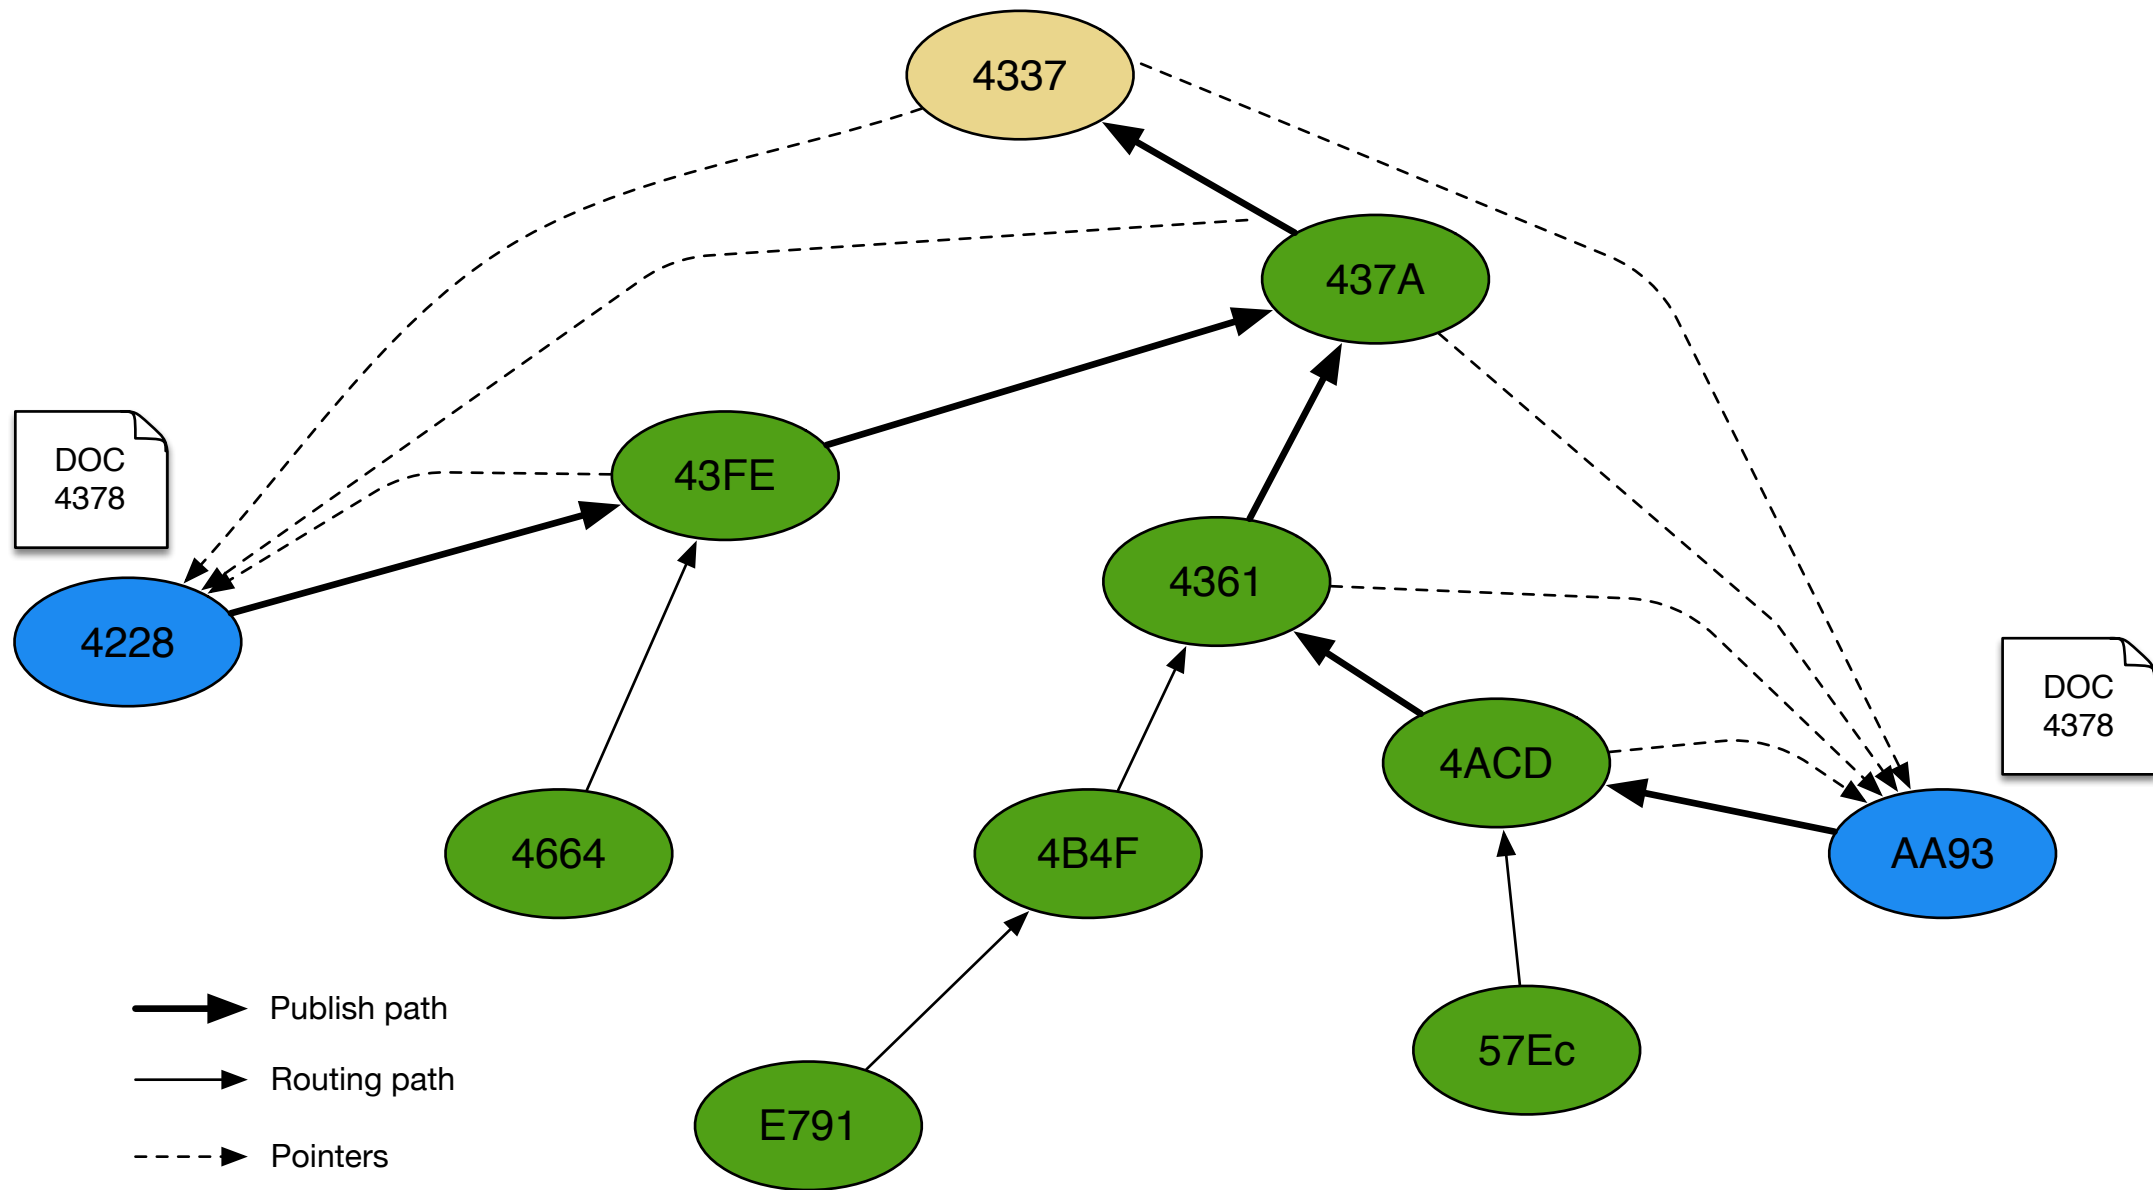 4337
437A
DOC
4378
43FE
4361
4228
DOC
4378
4ACD
4664
4B4F
AA93
Publish path
57Ec
Routing path
E791
Pointers